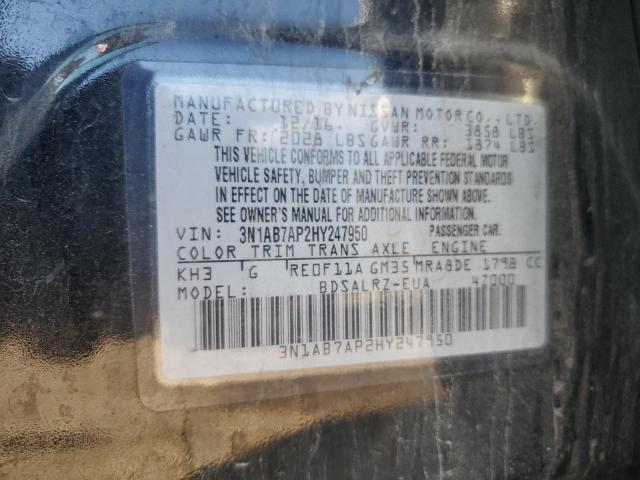 MANUFACTURED BY NISSAN MOTOR CO., LTD.
DATE: 12/16. GVWR: 3858 LBS
GAWR FR: 2028 LBS GAWR RR: 1874 LBS
THIS VEHICLE CONFORMS TO ALL APPLICABLE FEDERAL MOTOR
VEHICLE SAFETY, BUMPER AND THEFT PREVENTION STANDARDS
IN EFFECT ON THE DATE OF MANUFACTURE SHOWN ABOVE.
SEE OWNER'S MANUAL FOR ADDITIONAL INFORMATION.
VIN: 3N1AB7AP2HY247950 PASSENGER CAR.
COLOR TRIM TRANS AXLE ENGINE
KH3 G RE0F11A GM35 MRA8DE 1798 CC
MODEL: BDSALRZ-EUA 4Z000
3N1AB7AP2HY247950